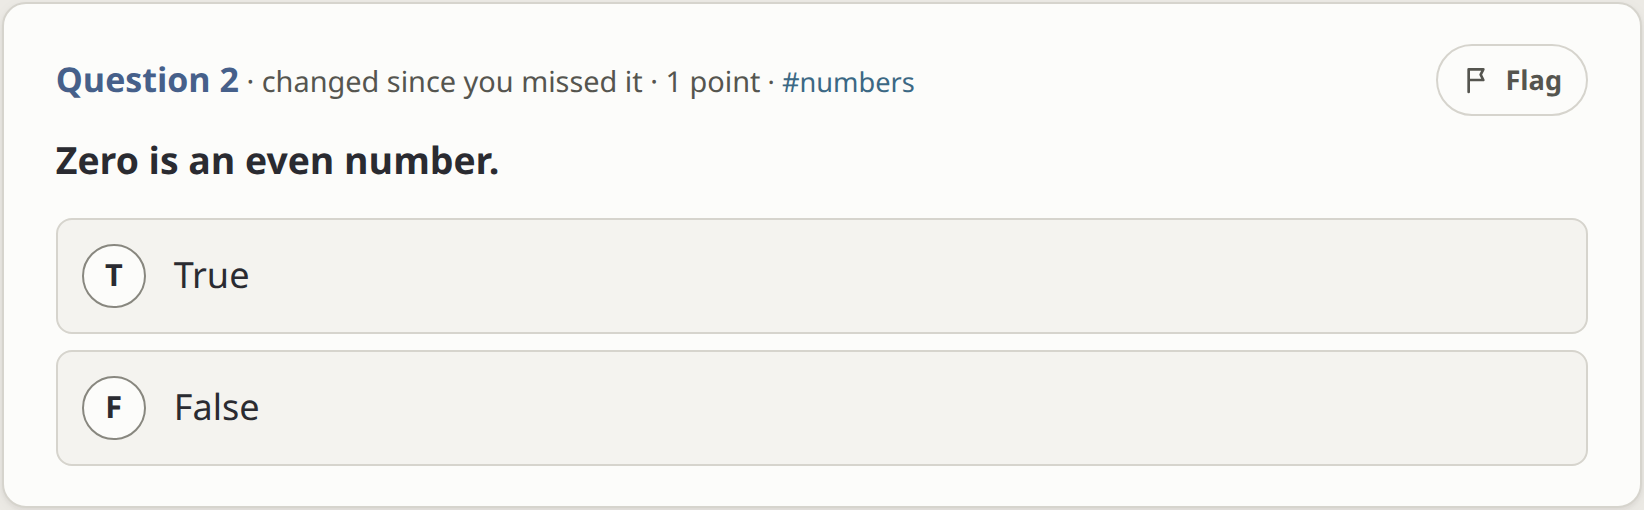 Question 2 · changed since you missed it · 1 point · #numbers
Flag
Zero is an even number.
T True
F False